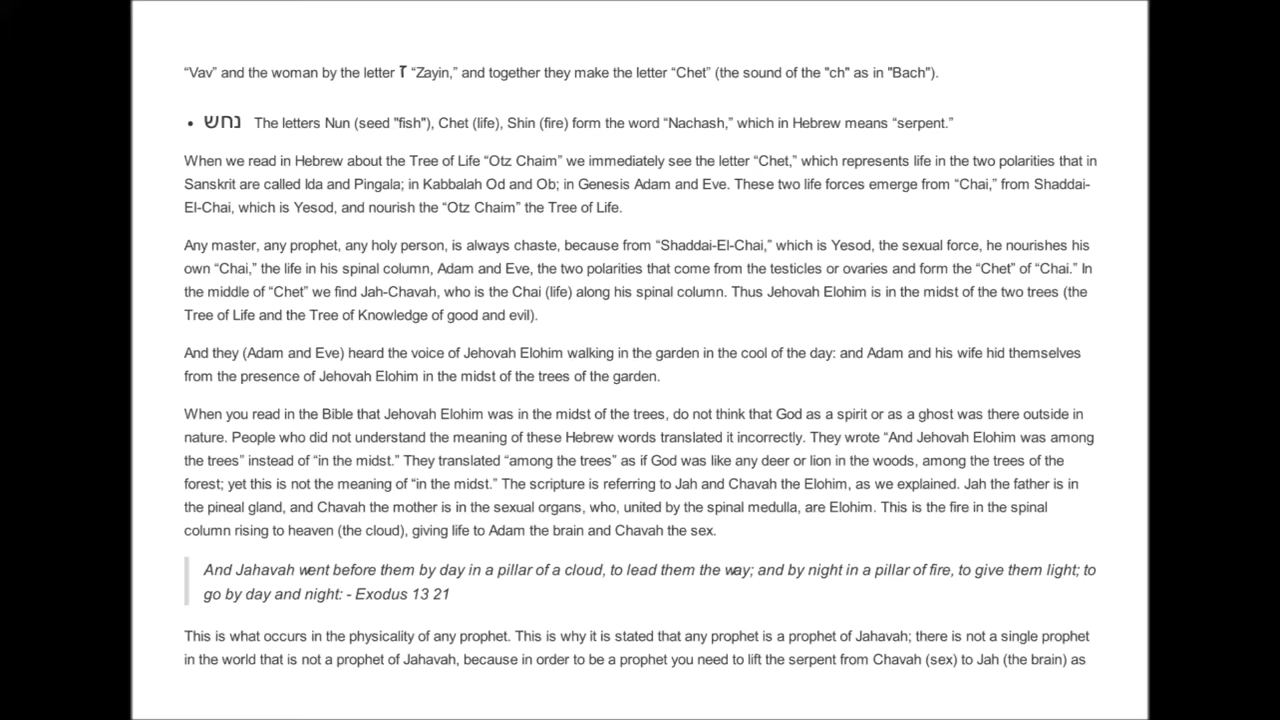 “Vav” and the woman by the letter ז “Zayin,” and together they make the letter “Chet” (the sound of the "ch" as in "Bach").
• נחש The letters Nun (seed "fish"), Chet (life), Shin (fire) form the word “Nachash,” which in Hebrew means “serpent.”
When we read in Hebrew about the Tree of Life “Otz Chaim” we immediately see the letter “Chet,” which represents life in the two polarities that in
Sanskrit are called Ida and Pingala; in Kabbalah Od and Ob; in Genesis Adam and Eve. These two life forces emerge from “Chai,” from Shaddai-
El-Chai, which is Yesod, and nourish the “Otz Chaim” the Tree of Life.
Any master, any prophet, any holy person, is always chaste, because from “Shaddai-El-Chai,” which is Yesod, the sexual force, he nourishes his
own “Chai,” the life in his spinal column, Adam and Eve, the two polarities that come from the testicles or ovaries and form the “Chet” of “Chai.” In
the middle of “Chet” we find Jah-Chavah, who is the Chai (life) along his spinal column. Thus Jehovah Elohim is in the midst of the two trees (the
Tree of Life and the Tree of Knowledge of good and evil).
And they (Adam and Eve) heard the voice of Jehovah Elohim walking in the garden in the cool of the day: and Adam and his wife hid themselves
from the presence of Jehovah Elohim in the midst of the trees of the garden.
When you read in the Bible that Jehovah Elohim was in the midst of the trees, do not think that God as a spirit or as a ghost was there outside in
nature. People who did not understand the meaning of these Hebrew words translated it incorrectly. They wrote “And Jehovah Elohim was among
the trees” instead of “in the midst.” They translated “among the trees” as if God was like any deer or lion in the woods, among the trees of the
forest; yet this is not the meaning of “in the midst.” The scripture is referring to Jah and Chavah the Elohim, as we explained. Jah the father is in
the pineal gland, and Chavah the mother is in the sexual organs, who, united by the spinal medulla, are Elohim. This is the fire in the spinal
column rising to heaven (the cloud), giving life to Adam the brain and Chavah the sex.
And Jahavah went before them by day in a pillar of a cloud, to lead them the way; and by night in a pillar of fire, to give them light; to
go by day and night: - Exodus 13 21
This is what occurs in the physicality of any prophet. This is why it is stated that any prophet is a prophet of Jahavah; there is not a single prophet
in the world that is not a prophet of Jahavah, because in order to be a prophet you need to lift the serpent from Chavah (sex) to Jah (the brain) as